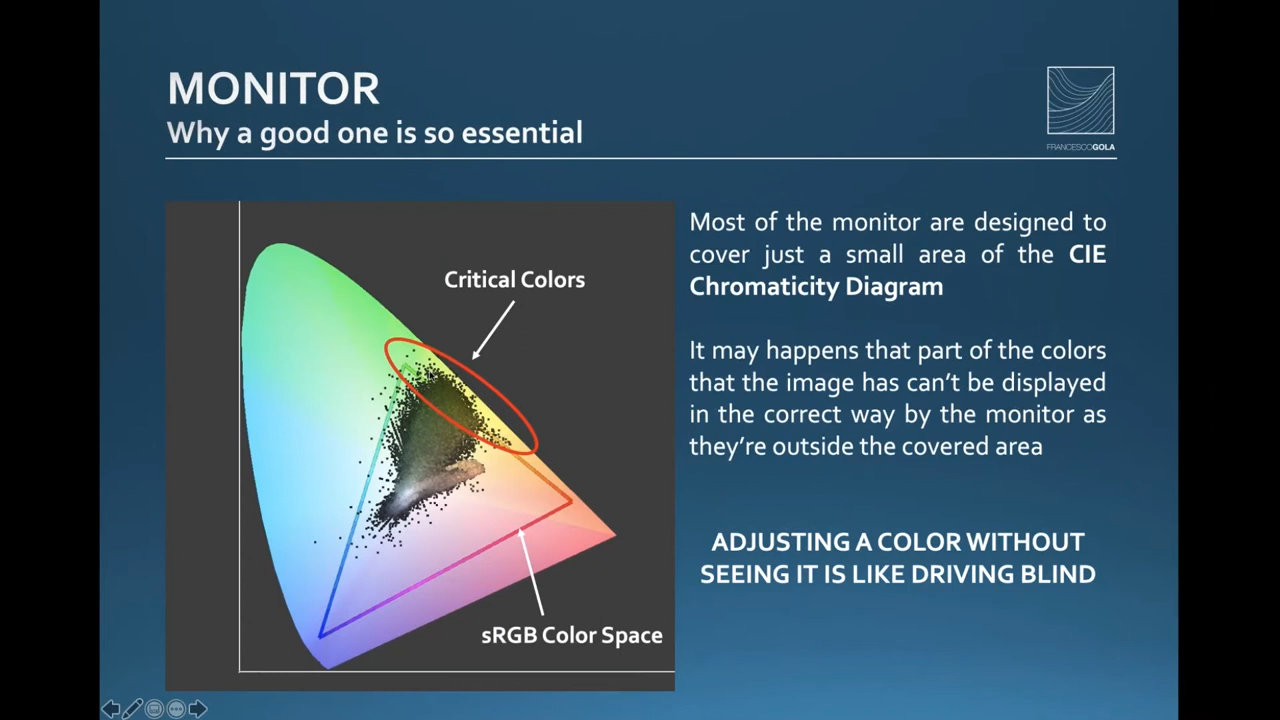 MONITOR
Why a good one is so essential
FRANCESCOGOLA
Critical Colors
sRGB Color Space
Most of the monitor are designed to
cover just a small area of the CIE
Chromaticity Diagram
It may happens that part of the colors
that the image has can’t be displayed
in the correct way by the monitor as
they’re outside the covered area
ADJUSTING A COLOR WITHOUT
SEEING IT IS LIKE DRIVING BLIND